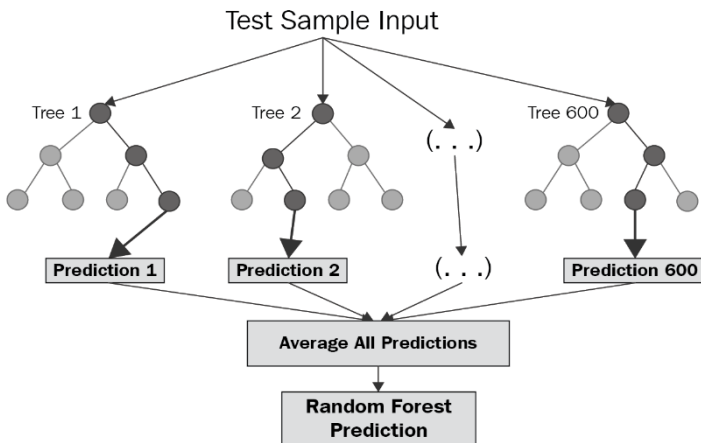 Test Sample Input
Tree 1
Tree 2
(. . .)
Tree 600
Prediction 1
Prediction 2
(. . .)
Prediction 600
Average All Predictions
Random Forest
Prediction